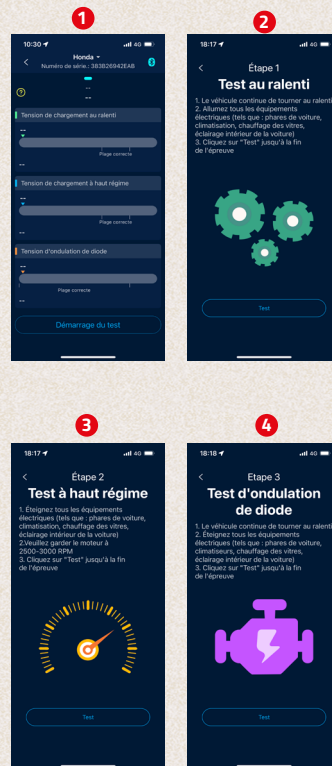 1
10:30
4G
Honda
Numéro de série.: 383B26942EAB
?
--
--
Tension de chargement au ralenti
--
Plage correcte
--
Tension de chargement à haut régime
--
Plage correcte
--
Tension d'ondulation de diode
--
Plage correcte
--
Démarrage du test
2
18:17
4G
Étape 1
Test au ralenti
1. Le véhicule continue de tourner au ralenti
2. Allumez tous les équipements
électriques (tels que : phares de voiture,
climatisation, chauffage des vitres,
éclairage intérieur de la voiture)
3. Cliquez sur "Test" jusqu'à la fin
de l'épreuve
Test
3
18:17
4G
Étape 2
Test à haut régime
1. Éteignez tous les équipements
électriques (tels que : phares de voiture,
climatisation, chauffage des vitres,
éclairage intérieur de la voiture)
2.Veuillez garder le moteur à
2500-3000 RPM
3. Cliquez sur "Test" jusqu'à la fin
de l'épreuve
Test
4
18:18
4G
Etape 3
Test d'ondulation
de diode
1. Le véhicule continue de tourner au ralenti
2. Éteignez tous les équipements
électriques (tels que : phares de voiture,
climatiseurs, chauffage des vitres,
éclairage intérieur de la voiture)
3. Cliquez sur "Test" jusqu'à la fin
de l'épreuve
Test